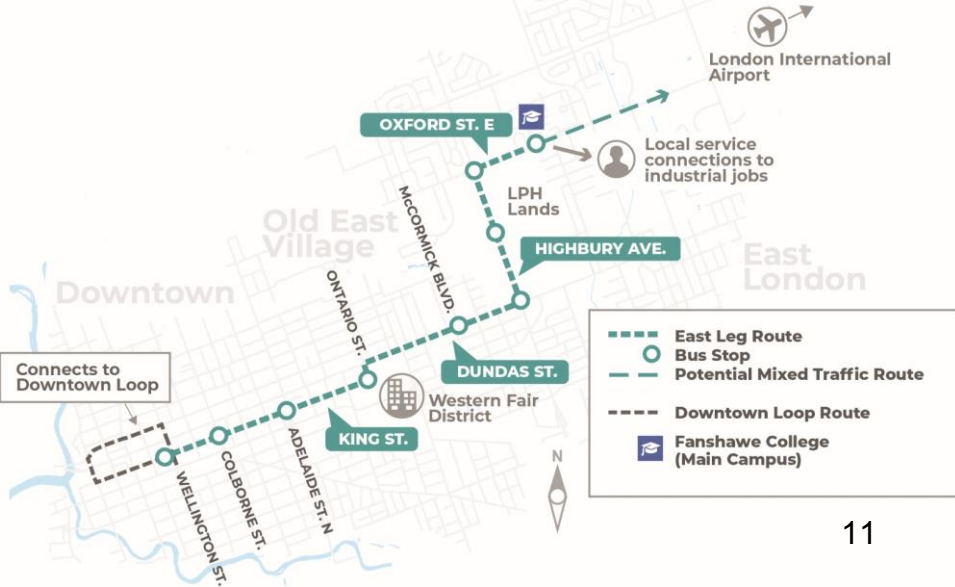 London International
Airport
OXFORD ST. E
Local service
connections to
industrial jobs
LPH
Lands
McCORMICK BLVD.
Old East
Village
HIGHBURY AVE.
East
London
ONTARIO ST.
Downtown
DUNDAS ST.
Connects to
Downtown Loop
Western Fair
District
KING ST.
ADELAIDE ST. N
COLBORNE ST.
WELLINGTON ST.
N
East Leg Route
Bus Stop
Potential Mixed Traffic Route
Downtown Loop Route
Fanshawe College
(Main Campus)
11